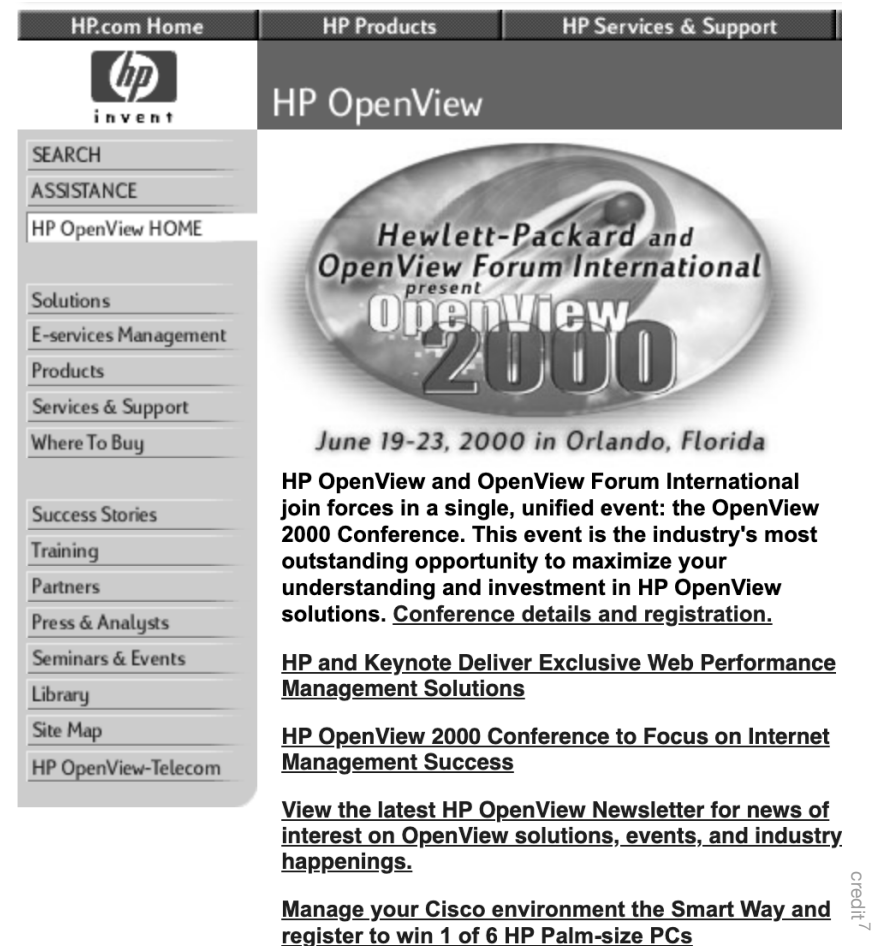 HP.com Home
HP Products
HP Services & Support
hp
invent
HP OpenView
SEARCH
ASSISTANCE
HP OpenView HOME
Solutions
E-services Management
Products
Services & Support
Where To Buy
Success Stories
Training
Partners
Press & Analysts
Seminars & Events
Library
Site Map
HP OpenView-Telecom
Hewlett-Packard and
OpenView Forum International
present
OpenView
2000
June 19-23, 2000 in Orlando, Florida
HP OpenView and OpenView Forum International
join forces in a single, unified event: the OpenView
2000 Conference. This event is the industry's most
outstanding opportunity to maximize your
understanding and investment in HP OpenView
solutions. Conference details and registration.
HP and Keynote Deliver Exclusive Web Performance
Management Solutions
HP OpenView 2000 Conference to Focus on Internet
Management Success
View the latest HP OpenView Newsletter for news of
interest on OpenView solutions, events, and industry
happenings.
Manage your Cisco environment the Smart Way and
register to win 1 of 6 HP Palm-size PCs
credit 7